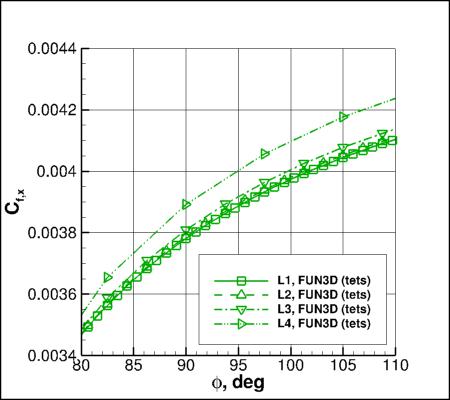 0.0044
0.0042
0.004
0.0038
0.0036
0.0034
C f,x
80 85 90 95 100 105 110
ϕ, deg
L1, FUN3D (tets)
L2, FUN3D (tets)
L3, FUN3D (tets)
L4, FUN3D (tets)